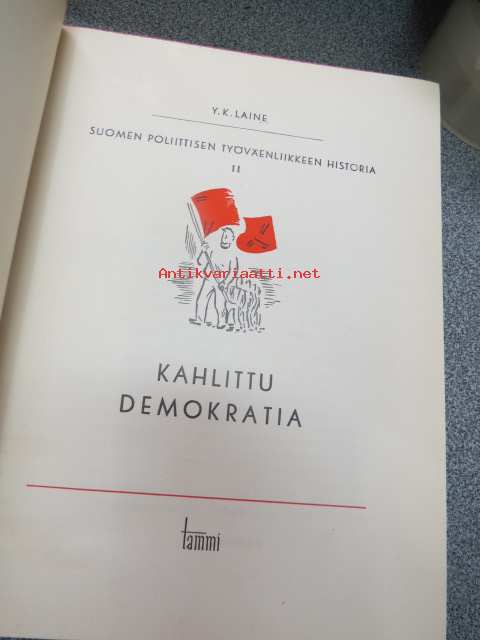 Y. K. LAINE
SUOMEN POLIITTISEN TYÖVÄENLIIKKEEN HISTORIA
II
Antikvariaatti.net
KAHLITTU
DEMOKRATIA
tammi